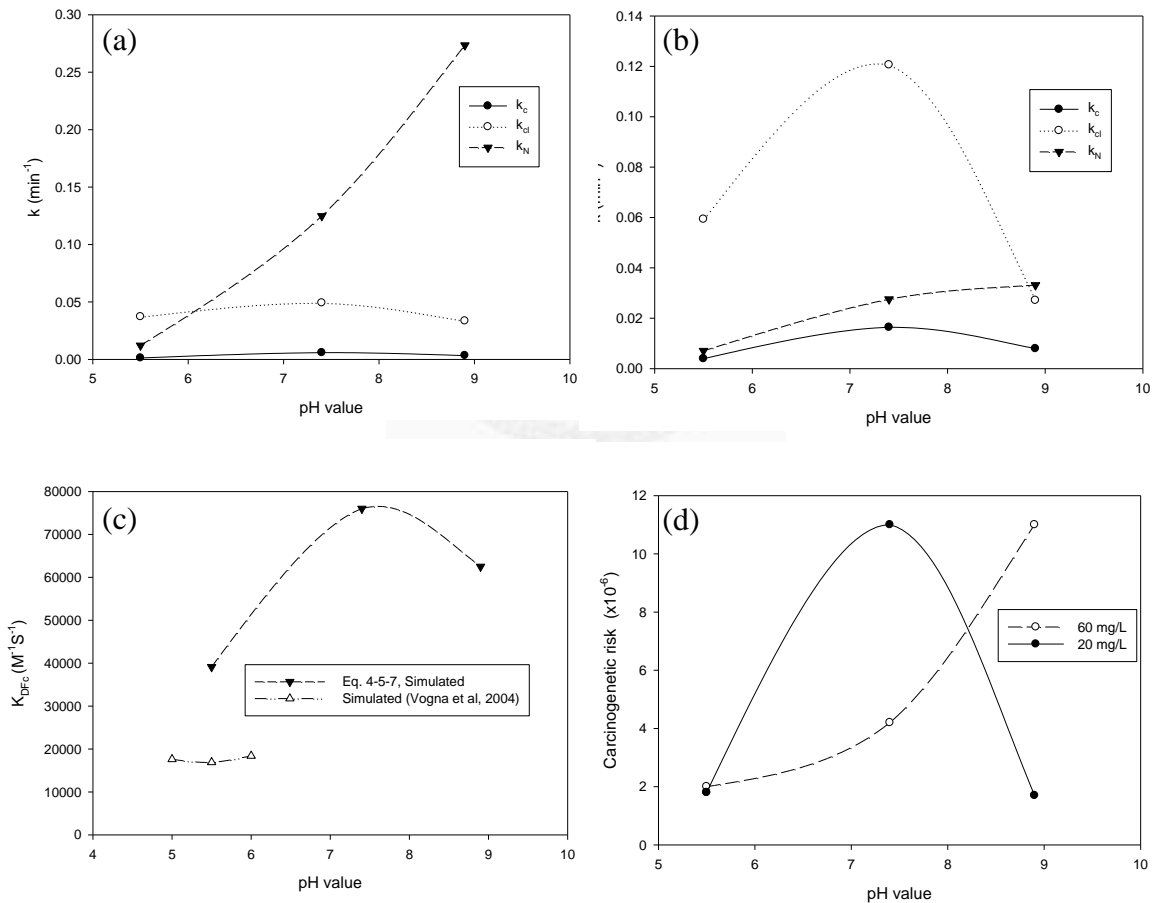 (a)
k (min⁻¹)
0.30
0.25
0.20
0.15
0.10
0.05
0.00
k_c
k_cl
k_N
5 6 7 8 9 10
pH value
(b)
0.14
0.12
0.10
0.08
0.06
0.04
0.02
0.00
k_c
k_cl
k_N
5 6 7 8 9 10
pH value
(c)
K_DFc (M⁻¹S⁻¹)
80000
70000
60000
50000
40000
30000
20000
10000
0
Eq. 4-5-7, Simulated
Simulated (Vogna et al, 2004)
4 5 6 7 8 9 10
pH value
(d)
Carcinogenetic risk (x10⁻⁶)
12
10
8
6
4
2
0
60 mg/L
20 mg/L
5 6 7 8 9 10
pH value